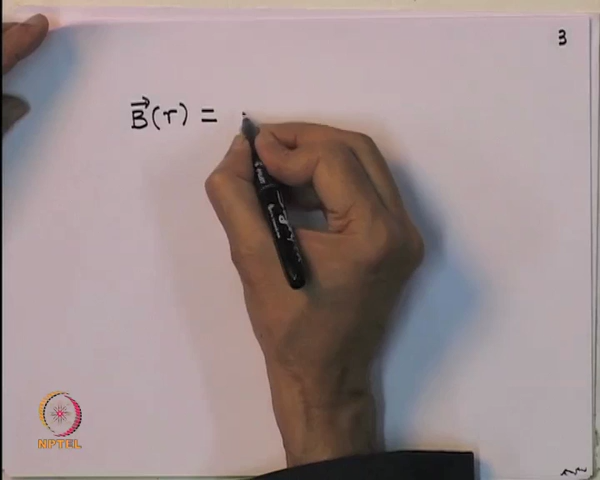 3
B⃗(r) =
NPTEL